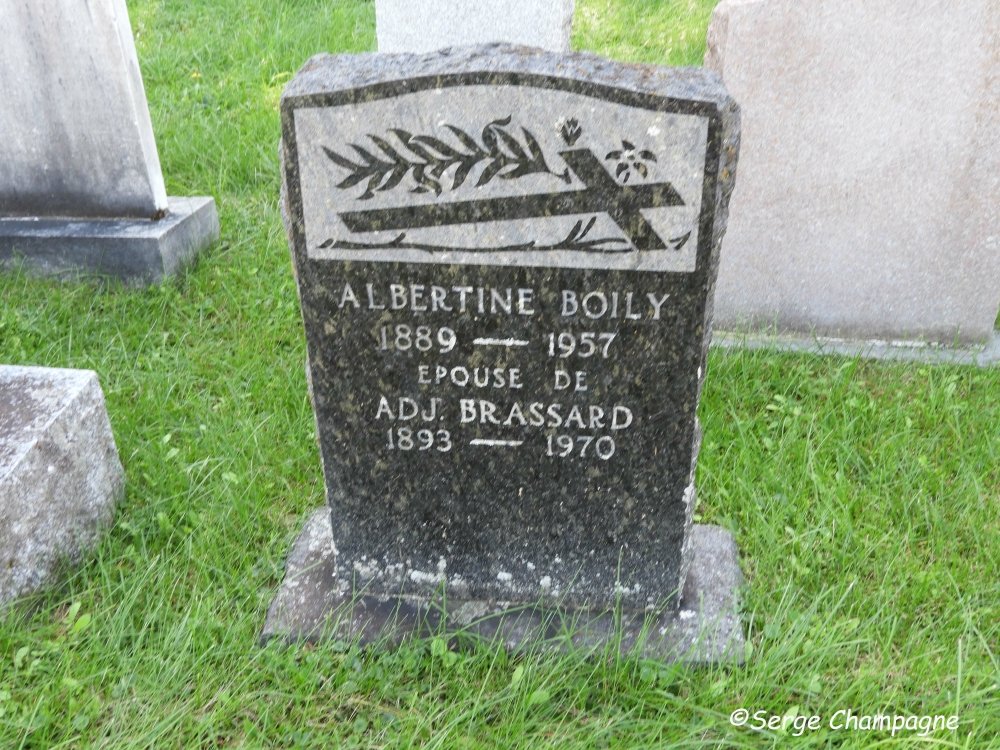 ALBERTINE BOILY
1889 — 1957
EPOUSE DE
ADJ. BRASSARD
1893 — 1970
©Serge Champagne